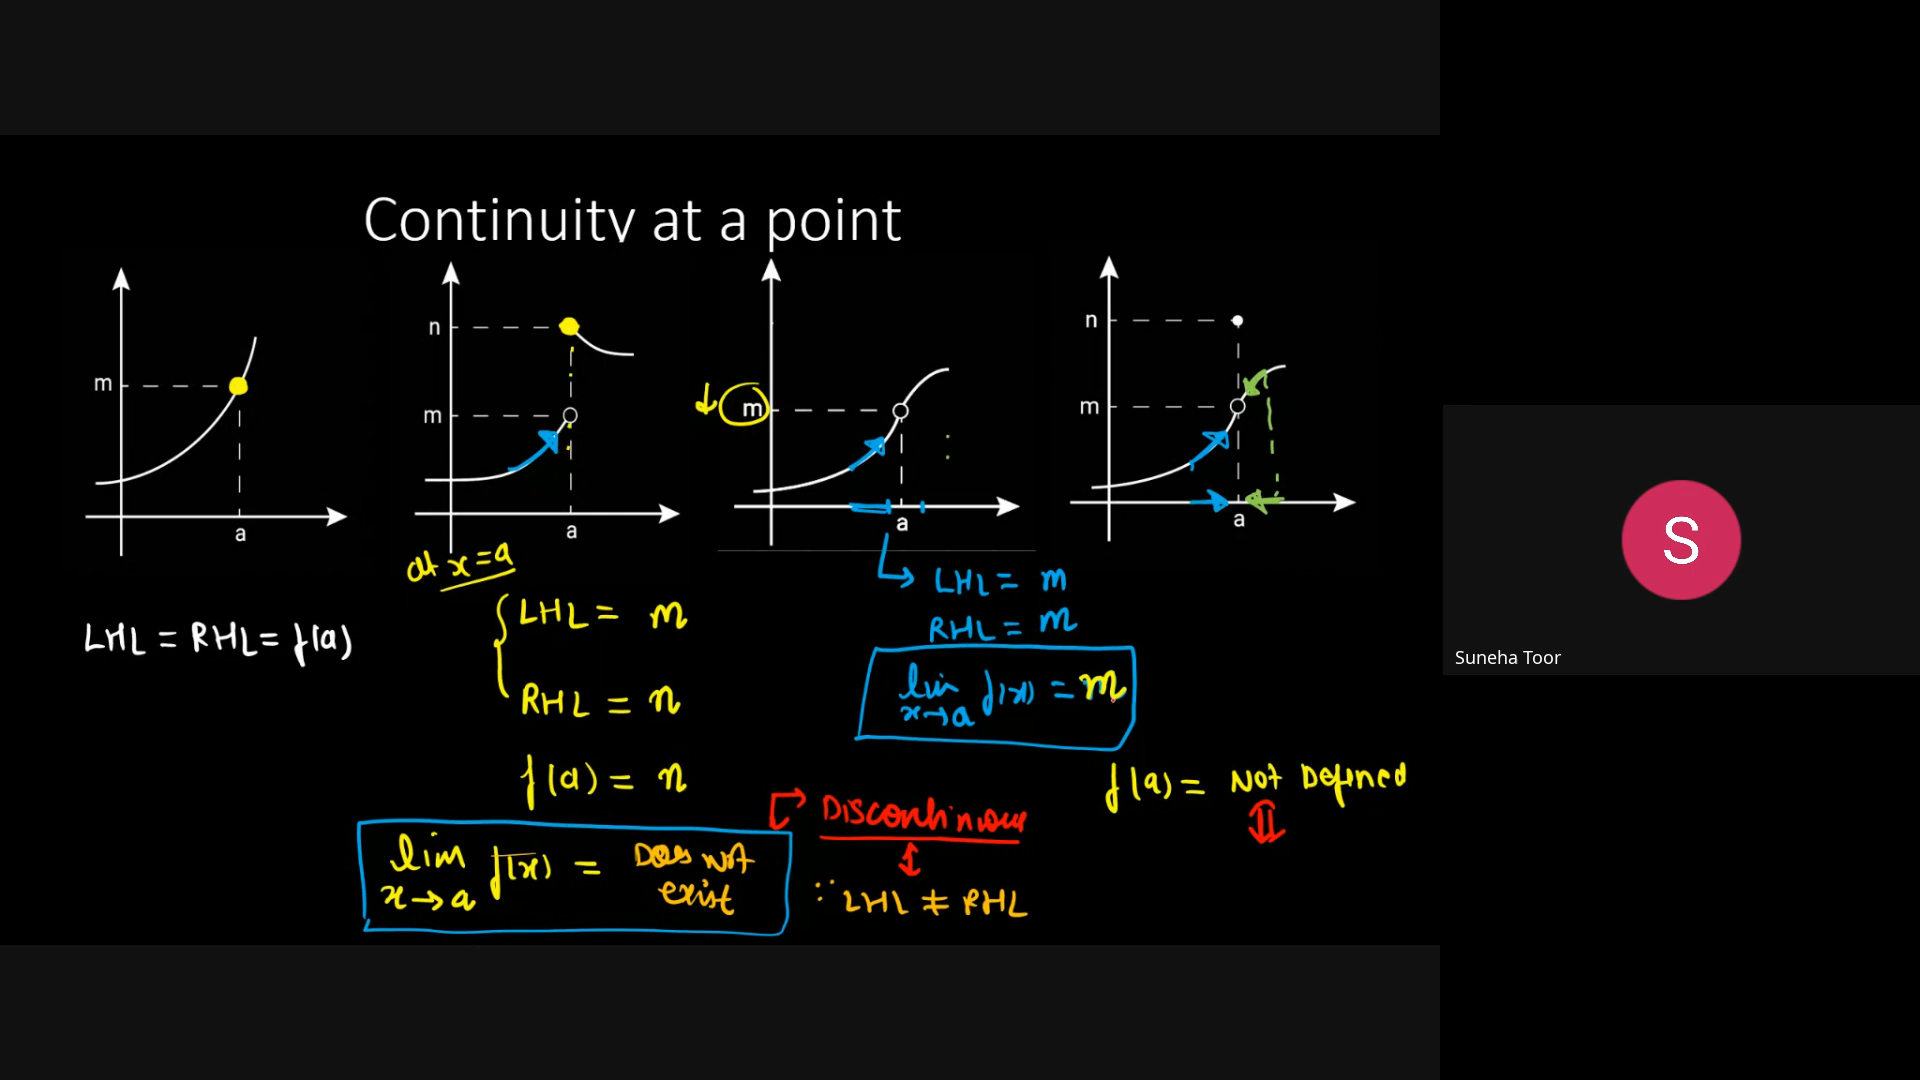 Continuity at a point
m
a
n
m
a
m
a
n
m
a
LHL = RHL = f(a)
at x=a
LHL = m
RHL = n
f(a) = n
lim f(x) = Does not
x→a exist
LHL = m
RHL = m
lim f(x) = m
x→a
Discontinuous
∵ LHL ≠ RHL
f(a) = Not Defined
S
Suneha Toor